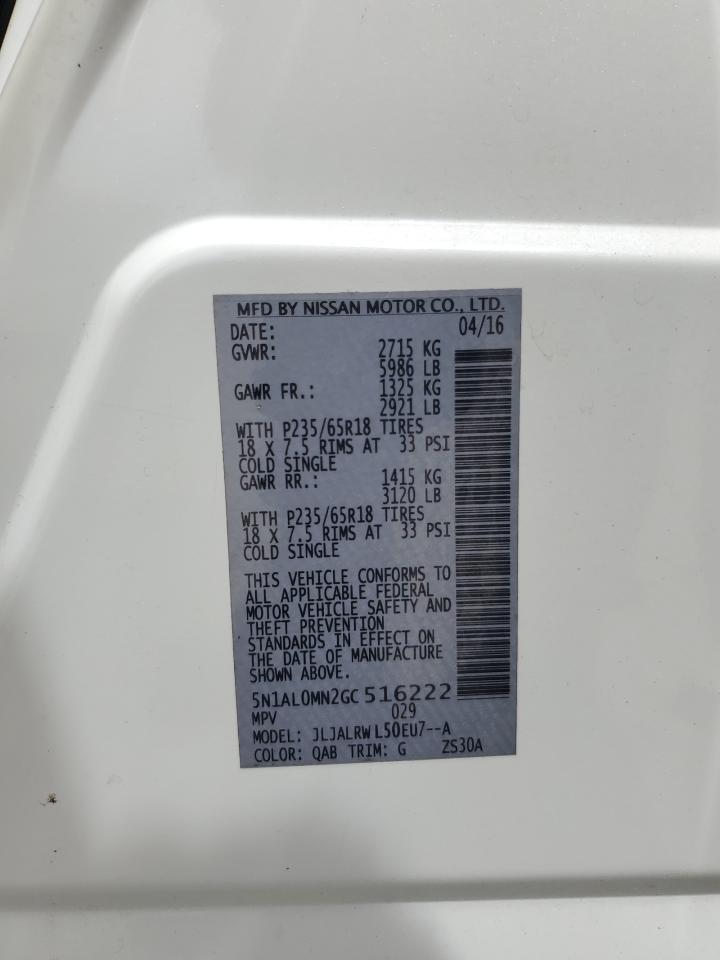 MFD BY NISSAN MOTOR CO., LTD.
DATE: 04/16
GVWR: 2715 KG
5986 LB
GAWR FR.: 1325 KG
2921 LB
WITH P235/65R18 TIRES
18 X 7.5 RIMS AT 33 PSI
COLD SINGLE
GAWR RR.: 1415 KG
3120 LB
WITH P235/65R18 TIRES
18 X 7.5 RIMS AT 33 PSI
COLD SINGLE
THIS VEHICLE CONFORMS TO
ALL APPLICABLE FEDERAL
MOTOR VEHICLE SAFETY AND
THEFT PREVENTION
STANDARDS IN EFFECT ON
THE DATE OF MANUFACTURE
SHOWN ABOVE.
5N1AL0MN2GC516222
MPV 029
MODEL: JLJALRWL50EU7--A
COLOR: QAB TRIM: G ZS30A